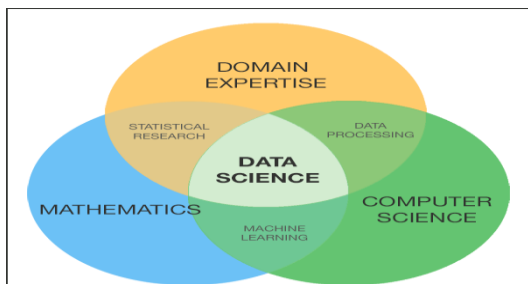 DOMAIN
EXPERTISE
STATISTICAL
RESEARCH
DATA
PROCESSING
DATA
SCIENCE
MATHEMATICS
COMPUTER
SCIENCE
MACHINE
LEARNING